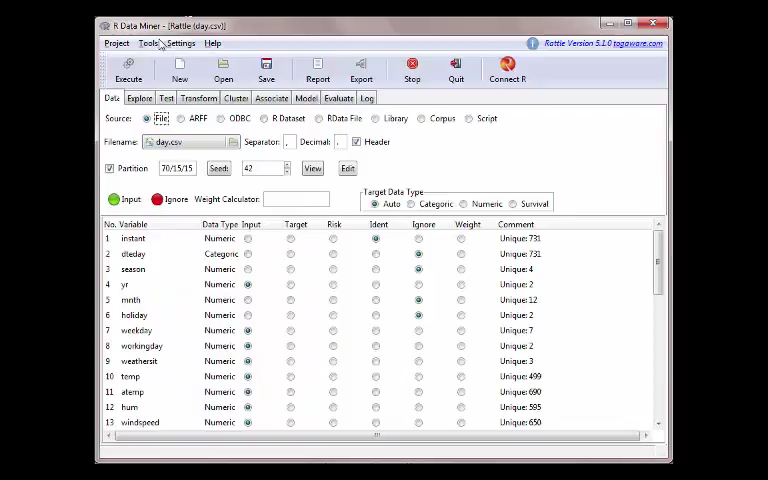 R Data Miner - [Rattle (day.csv)]
Project Tools Settings Help Rattle Version 5.1.0 togaware.com
Execute New Open Save Report Export Stop Quit Connect R
Data Explore Test Transform Cluster Associate Model Evaluate Log
Source: File ARFF ODBC R Dataset RData File Library Corpus Script
Filename: day.csv Separator: , Decimal: . Header
Partition 70/15/15 Seed: 42 View Edit
Target Data Type
Input Ignore Weight Calculator: Auto Categoric Numeric Survival
No. Variable Data Type Input Target Risk Ident Ignore Weight Comment
1 instant Numeric Unique: 731
2 dteday Categoric Unique: 731
3 season Numeric Unique: 4
4 yr Numeric Unique: 2
5 mnth Numeric Unique: 12
6 holiday Numeric Unique: 2
7 weekday Numeric Unique: 7
8 workingday Numeric Unique: 2
9 weathersit Numeric Unique: 3
10 temp Numeric Unique: 499
11 atemp Numeric Unique: 690
12 hum Numeric Unique: 595
13 windspeed Numeric Unique: 650